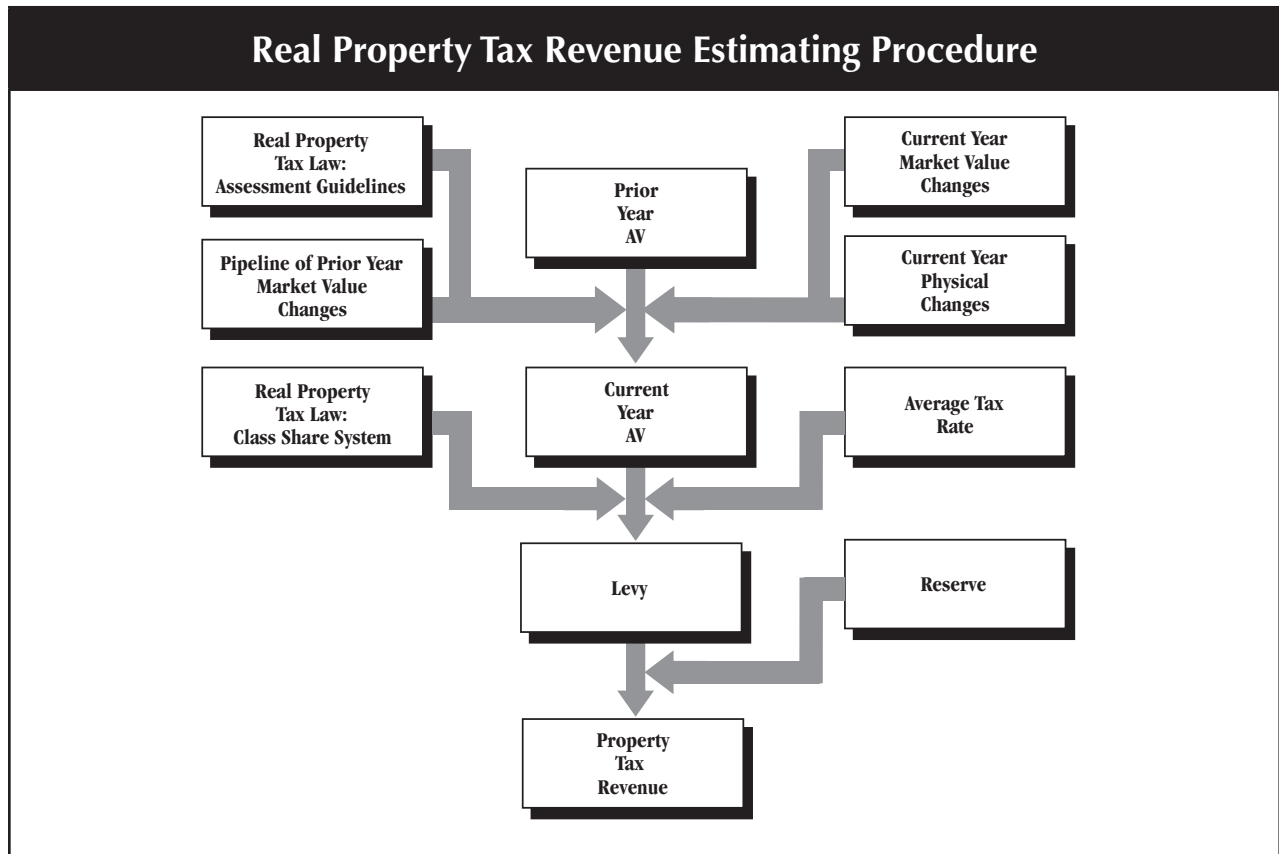 Real Property Tax Revenue Estimating Procedure
Real Property
Tax Law:
Assessment Guidelines
Prior
Year
AV
Current Year
Market Value
Changes
Pipeline of Prior Year
Market Value
Changes
Current Year
Physical
Changes
Real Property
Tax Law:
Class Share System
Current
Year
AV
Average Tax
Rate
Levy
Reserve
Property
Tax
Revenue